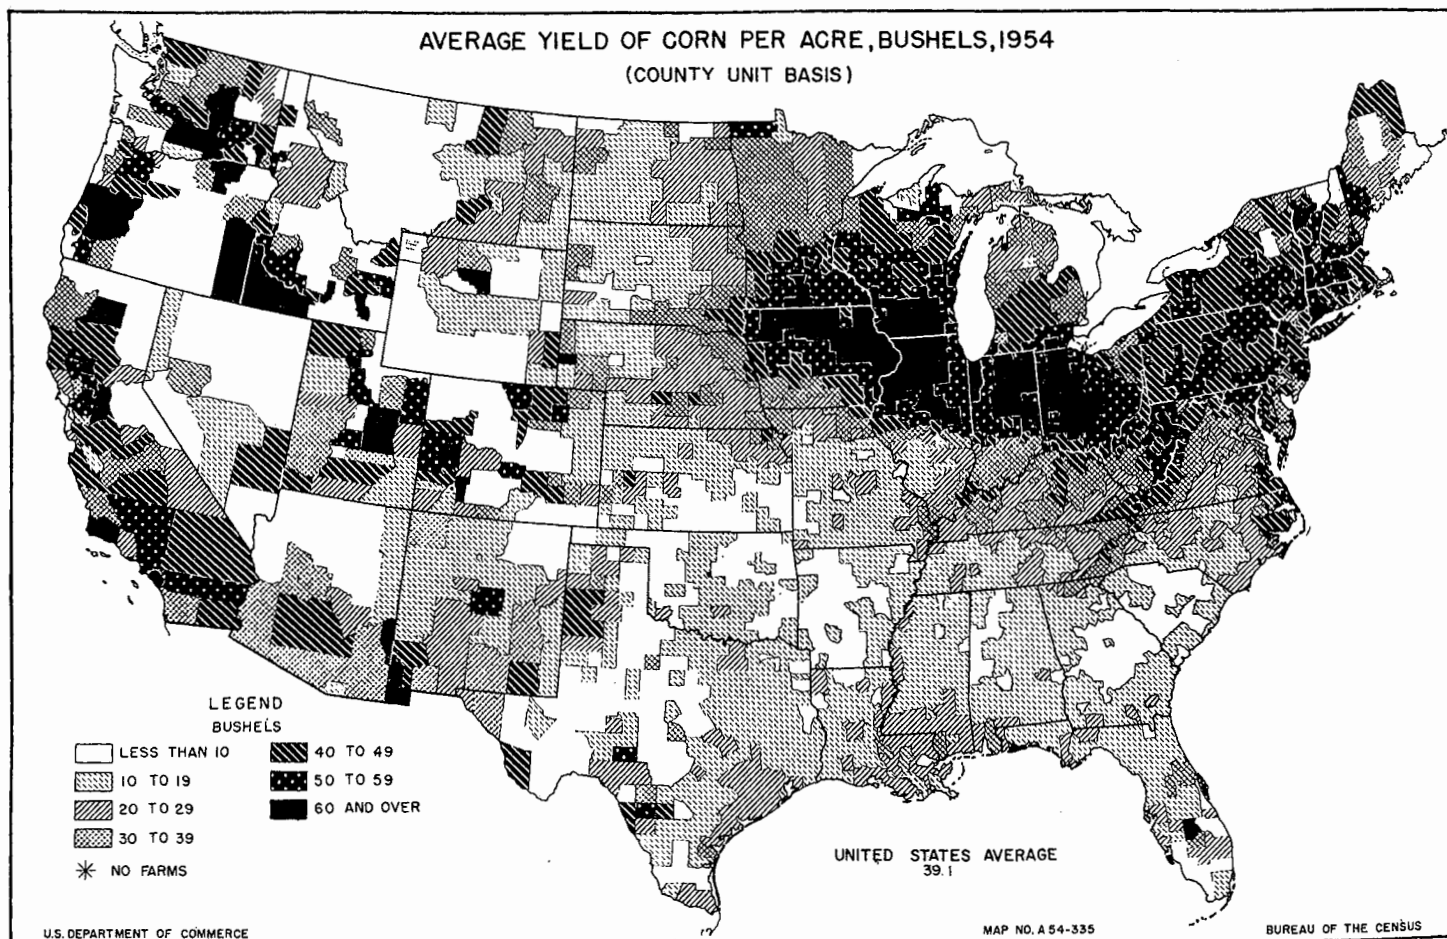 AVERAGE YIELD OF CORN PER ACRE, BUSHELS, 1954
(COUNTY UNIT BASIS)
LEGEND
BUSHELS
LESS THAN 10
10 TO 19
20 TO 29
30 TO 39
NO FARMS
40 TO 49
50 TO 59
60 AND OVER
UNITED STATES AVERAGE
39.1
U.S. DEPARTMENT OF COMMERCE
MAP NO. A 54-335
BUREAU OF THE CENSUS